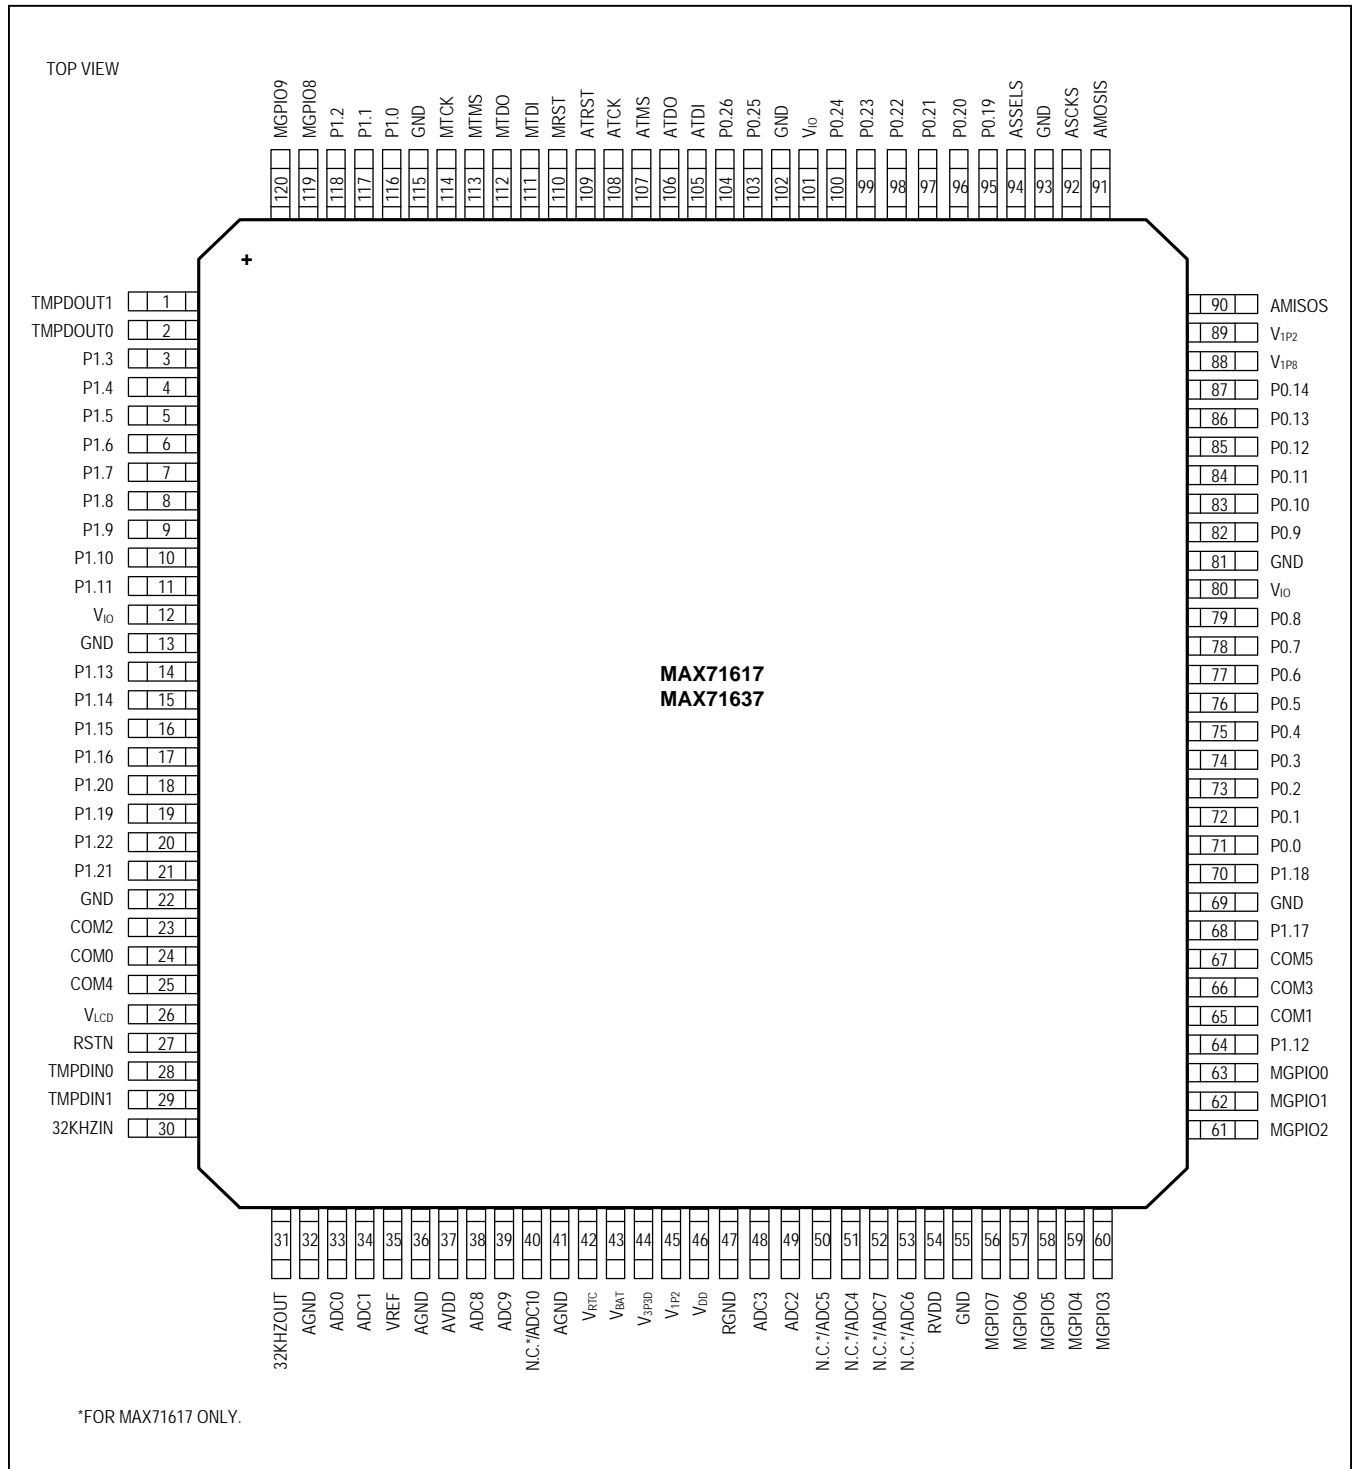 TOP VIEW
MGPIO9
MGPIO8
P1.2
P1.1
P1.0
GND
MTCK
MTMS
MTDO
MTDI
MRST
ATRST
ATCK
ATMS
ATDO
ATDI
P0.26
P0.25
GND
VIO
P0.24
P0.23
P0.22
P0.21
P0.20
P0.19
ASSELS
GND
ASCKS
AMOSIS
120
119
118
117
116
115
114
113
112
111
110
109
108
107
106
105
104
103
102
101
100
99
98
97
96
95
94
93
92
91
+
TMPDOUT1 1
TMPDOUT0 2
P1.3 3
P1.4 4
P1.5 5
P1.6 6
P1.7 7
P1.8 8
P1.9 9
P1.10 10
P1.11 11
VIO 12
GND 13
P1.13 14
P1.14 15
P1.15 16
P1.16 17
P1.20 18
P1.19 19
P1.22 20
P1.21 21
GND 22
COM2 23
COM0 24
COM4 25
VLCD 26
RSTN 27
TMPDIN0 28
TMPDIN1 29
32KHZIN 30
MAX71617
MAX71637
90 AMISOS
89 V1P2
88 V1P8
87 P0.14
86 P0.13
85 P0.12
84 P0.11
83 P0.10
82 P0.9
81 GND
80 VIO
79 P0.8
78 P0.7
77 P0.6
76 P0.5
75 P0.4
74 P0.3
73 P0.2
72 P0.1
71 P0.0
70 P1.18
69 GND
68 P1.17
67 COM5
66 COM3
65 COM1
64 P1.12
63 MGPIO0
62 MGPIO1
61 MGPIO2
31
32
33
34
35
36
37
38
39
40
41
42
43
44
45
46
47
48
49
50
51
52
53
54
55
56
57
58
59
60
32KHZOUT
AGND
ADC0
ADC1
VREF
AGND
AVDD
ADC8
ADC9
N.C.*/ADC10
AGND
VRTC
VBAT
V3P3D
V1P2
VDD
RGND
ADC3
ADC2
N.C.*/ADC5
N.C.*/ADC4
N.C.*/ADC7
N.C.*/ADC6
RVDD
GND
MGPIO7
MGPIO6
MGPIO5
MGPIO4
MGPIO3
*FOR MAX71617 ONLY.